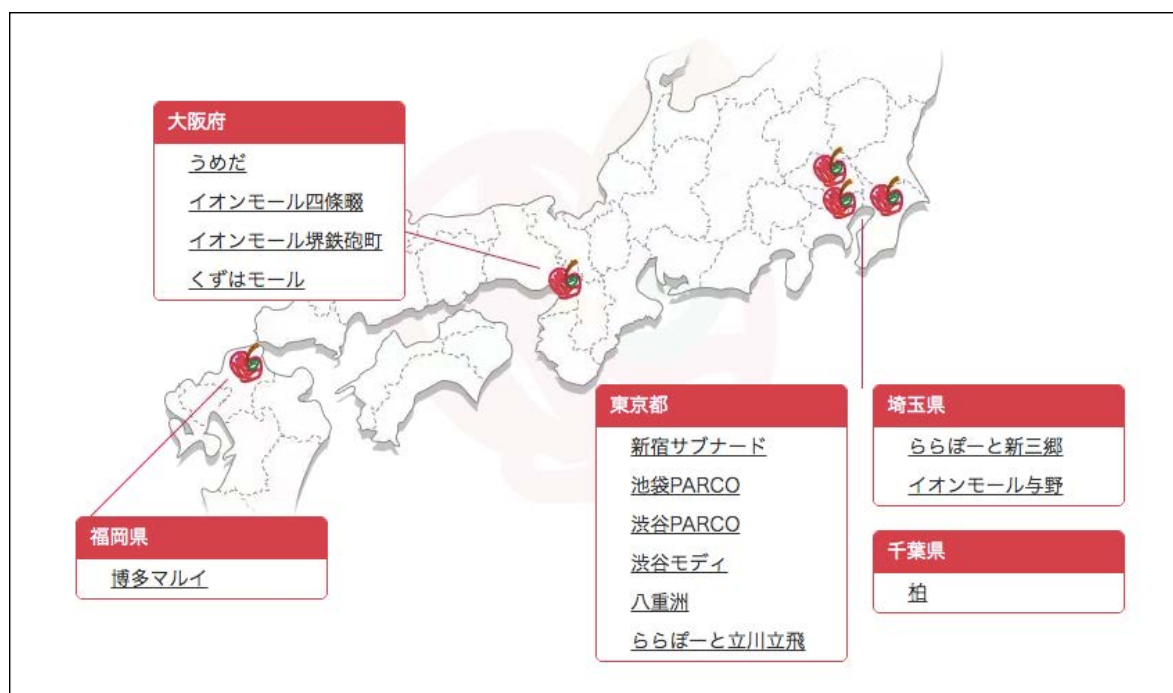 大阪府
うめだ
イオンモール四條畷
イオンモール堺鉄砲町
くずはモール
福岡県
博多マルイ
東京都
新宿サブナード
池袋PARCO
渋谷PARCO
渋谷モディ
八重洲
ららぽーと立川立飛
埼玉県
ららぽーと新三郷
イオンモール与野
千葉県
柏